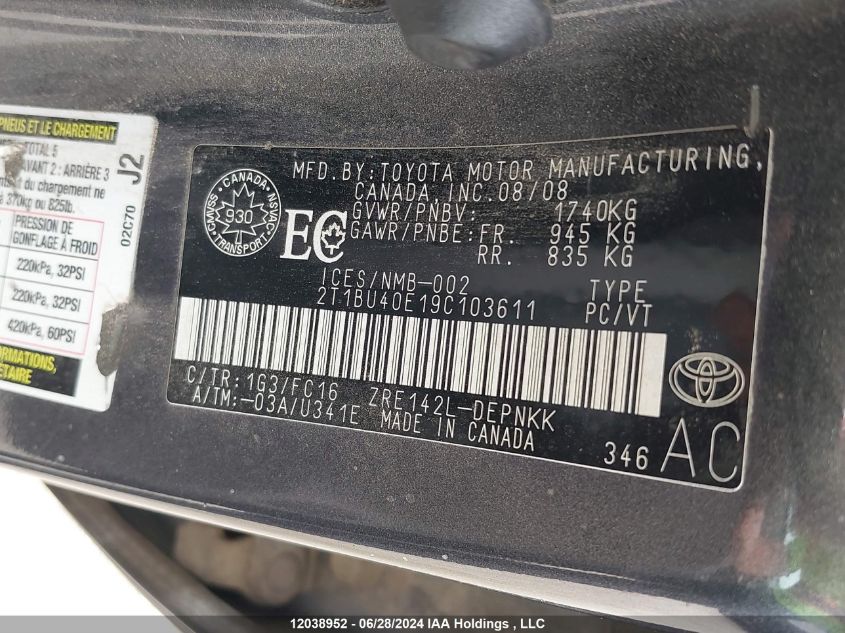 PNEUS ET LE CHARGEMENT
TOTAL 5
AVANT 2 : ARRIÈRE 3
du chargement ne
370kg ou 825lb.
PRESSION DE
GONFLAGE À FROID
220kPa, 32PSI
220kPa, 32PSI
420kPa, 60PSI
J2
02C70
MFD.BY:TOYOTA MOTOR MANUFACTURING,
CANADA, INC.08/08
GVWR/PNBV: 1740KG
GAWR/PNBE:FR. 945 KG
RR. 835 KG
CANADA
CMVSS
NSVAC
930
TRANSPORT
EC
ICES/NMB-002
2T1BU40E19C103611
TYPE
PC/VT
C/TR:1G3/FC16 ZRE142L-DEPNKK
A/TM:-03A/U341E MADE IN CANADA
346 AC
12038952 - 06/28/2024 IAA Holdings , LLC